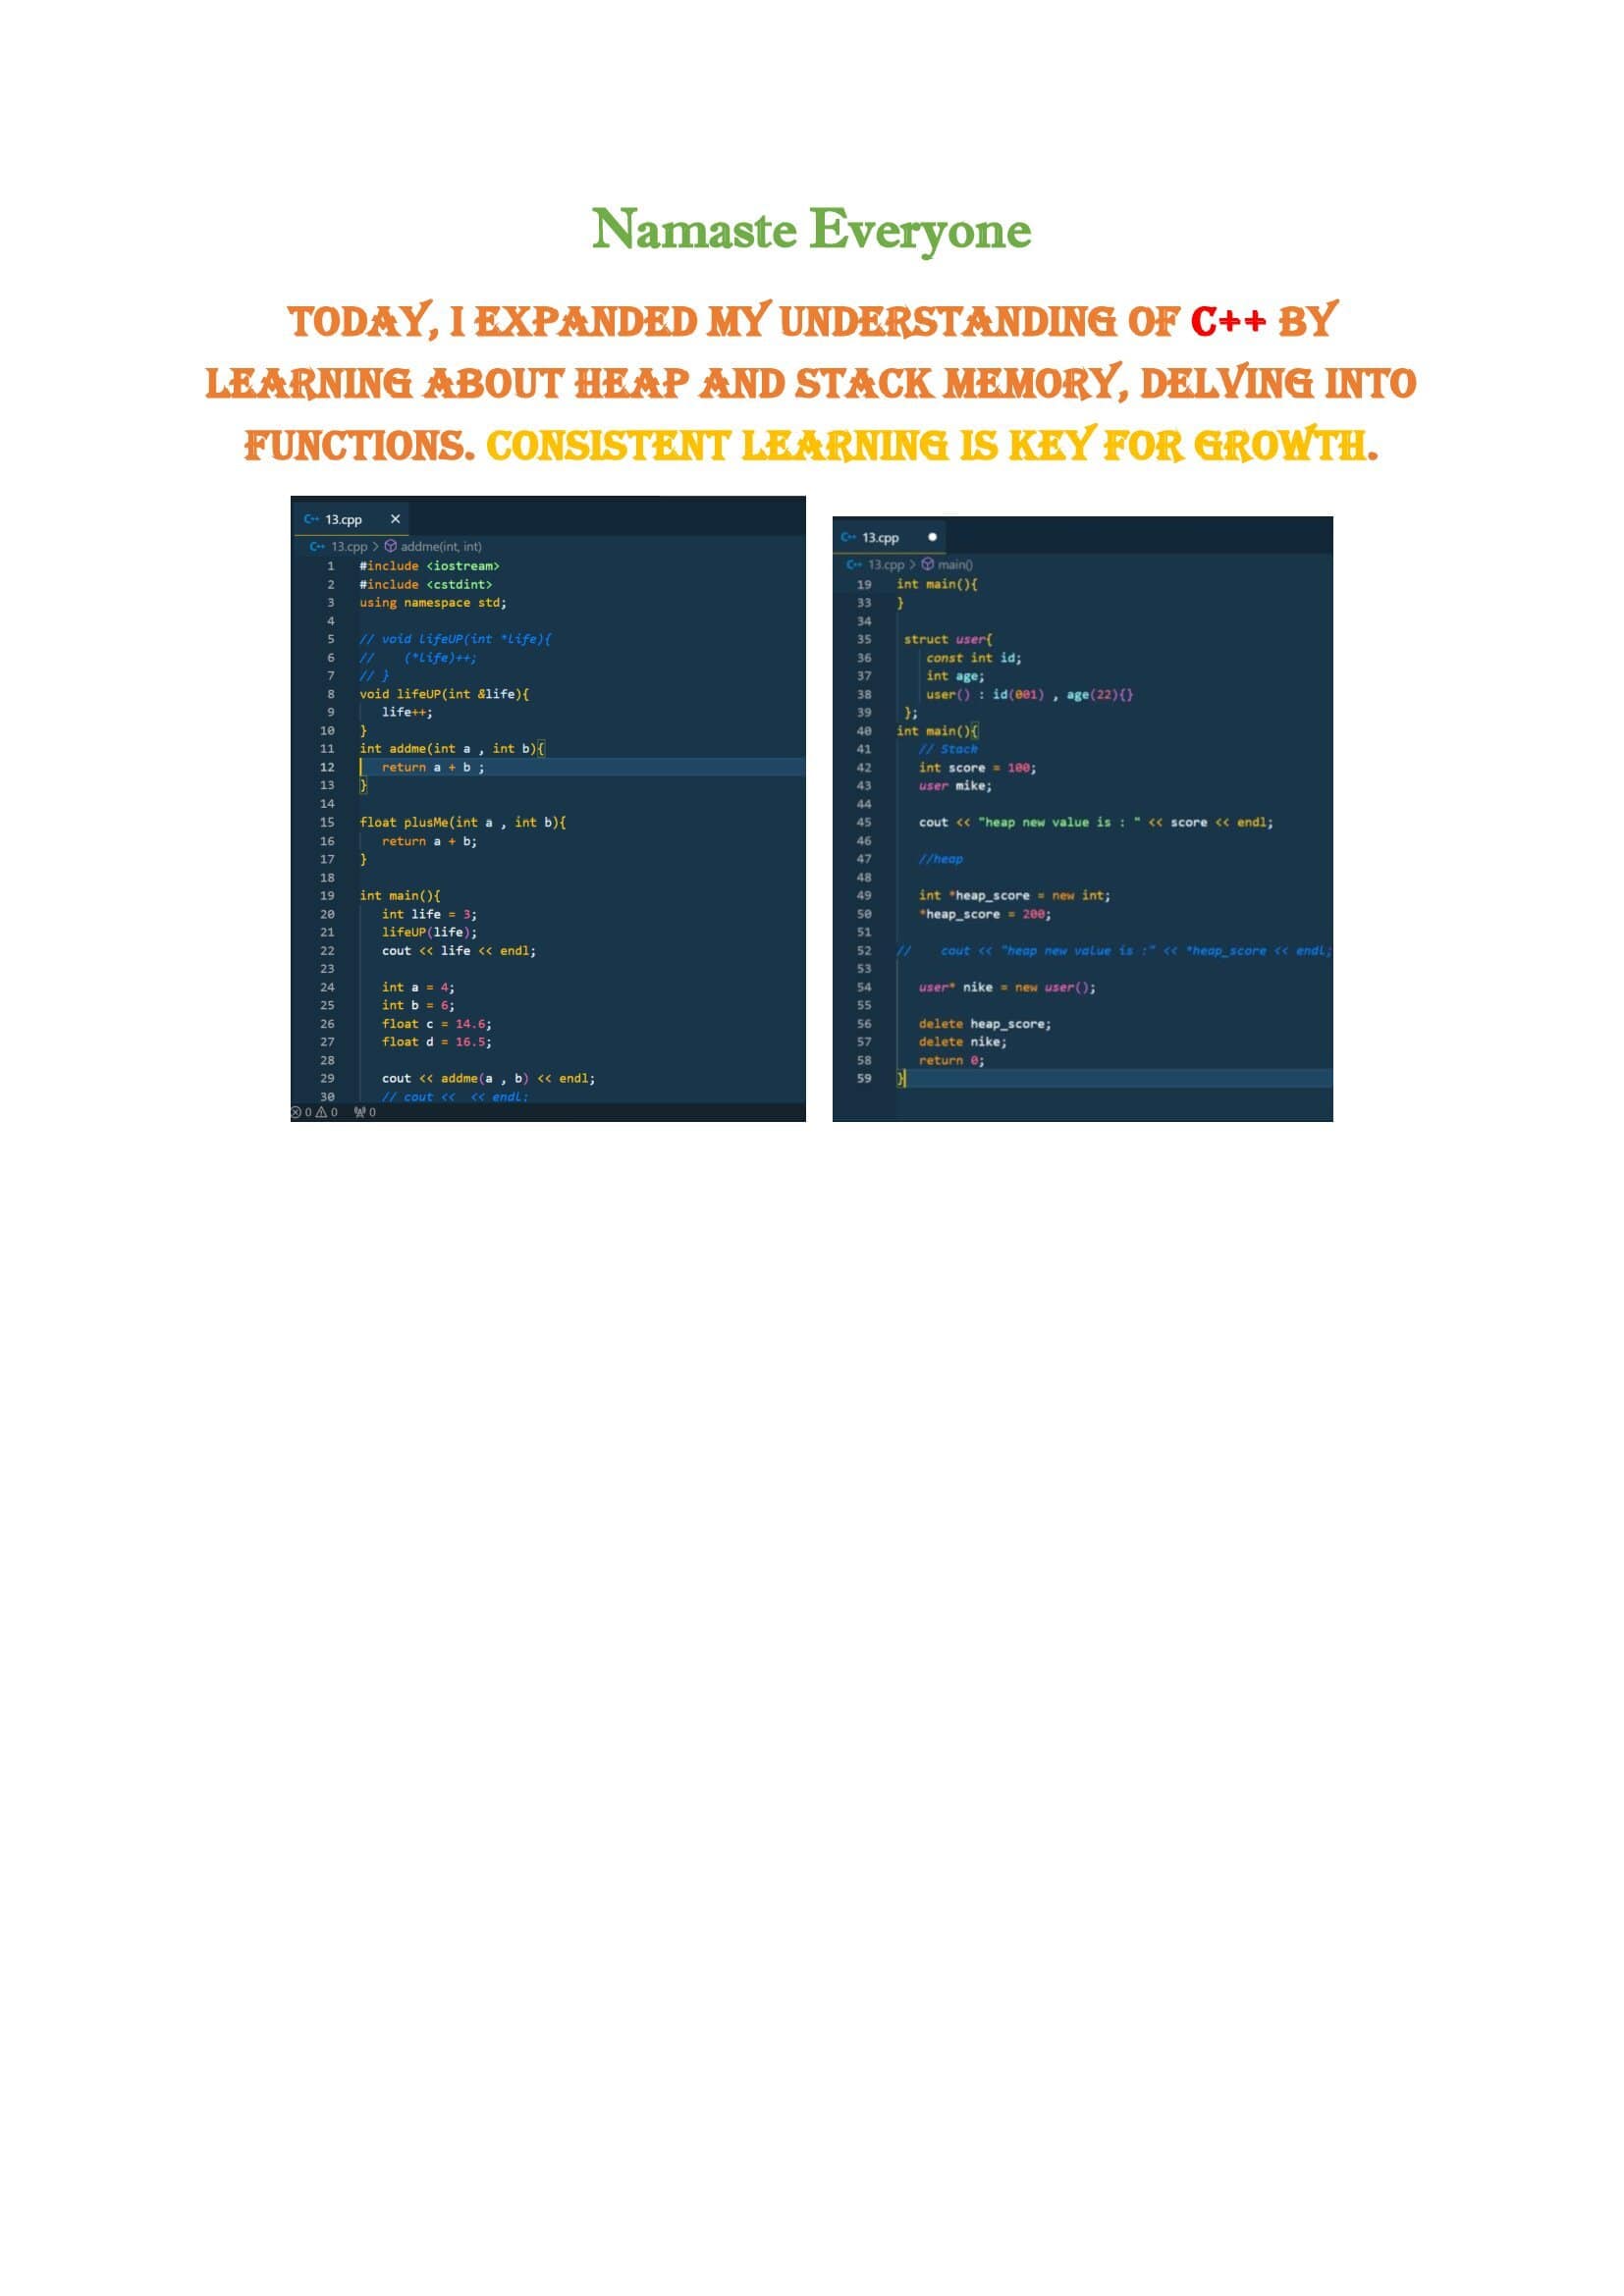 Namaste Everyone
TODAY, I EXPANDED MY UNDERSTANDING OF C++ BY
LEARNING ABOUT HEAP AND STACK MEMORY, DELVING INTO
FUNCTIONS. CONSISTENT LEARNING IS KEY FOR GROWTH.
C++ 13.cpp ×
C++ 13.cpp > addme(int, int)
1 #include <iostream>
2 #include <cstdint>
3 using namespace std;
4
5 // void lifeUP(int *life){
6 //    (*life)++;
7 // }
8 void lifeUP(int &life){
9    life++;
10 }
11 int addme(int a , int b){
12    return a + b ;
13 }
14
15 float plusMe(int a , int b){
16    return a + b;
17 }
18
19 int main(){
20    int life = 3;
21    lifeUP(life);
22    cout << life << endl;
23
24    int a = 4;
25    int b = 6;
26    float c = 14.6;
27    float d = 16.5;
28
29    cout << addme(a , b) << endl;
30    // cout <<  << endl;
0 0 0
C++ 13.cpp ●
C++ 13.cpp > main()
19 int main(){
33 }
34
35  struct user{
36    const int id;
37    int age;
38    user() : id(001) , age(22){}
39  };
40 int main(){
41    // Stack
42    int score = 100;
43    user mike;
44
45    cout << "heap new value is : " << score << endl;
46
47    //heap
48
49    int *heap_score = new int;
50    *heap_score = 200;
51
52 //    cout << "heap new value is :" << *heap_score << endl;
53
54    user* nike = new user();
55
56    delete heap_score;
57    delete nike;
58    return 0;
59 }